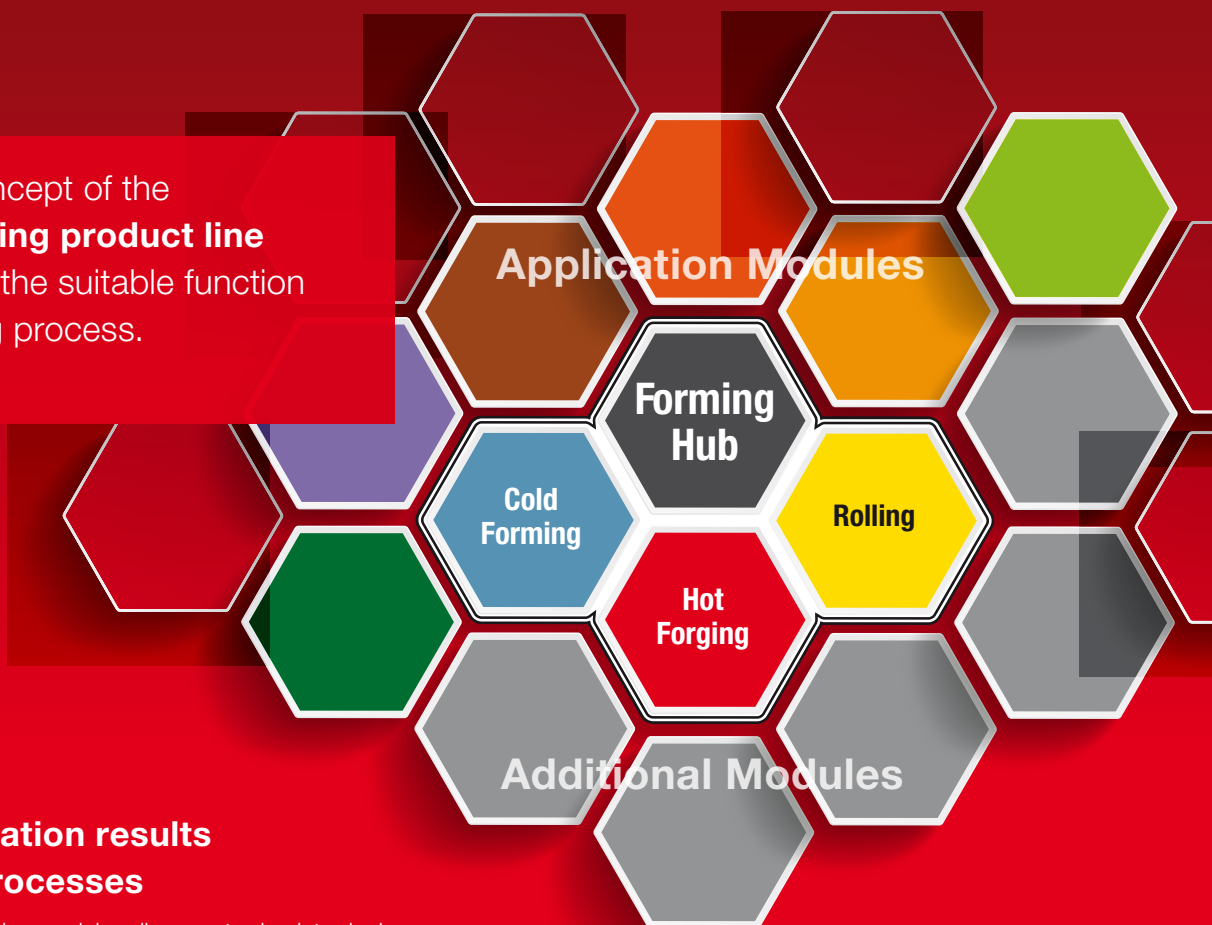 ncept of the
ing product line
the suitable function
process.
Application Modules
Forming
Hub
Cold
Forming
Rolling
Hot
Forging
Additional Modules
ation results
rocesses